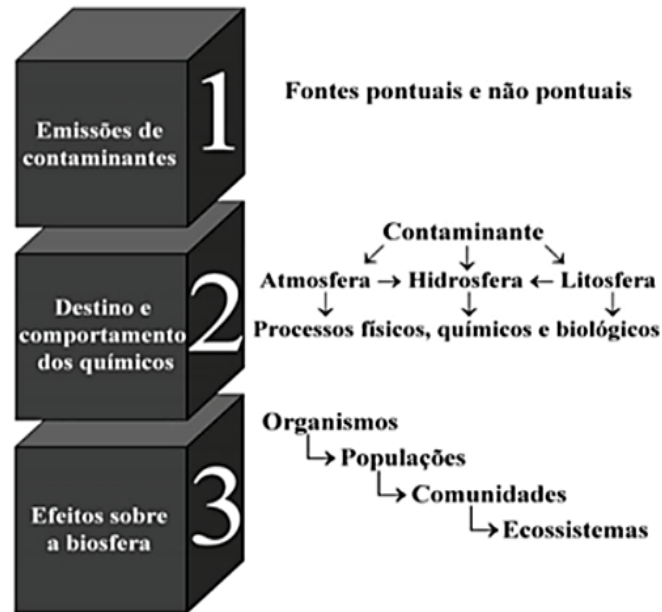 Emissões de
contaminantes
1
Fontes pontuais e não pontuais
Destino e
comportamento
dos químicos
2
Contaminante
Atmosfera → Hidrosfera ← Litosfera
Processos físicos, químicos e biológicos
Efeitos sobre
a biosfera
3
Organismos
Populações
Comunidades
Ecossistemas